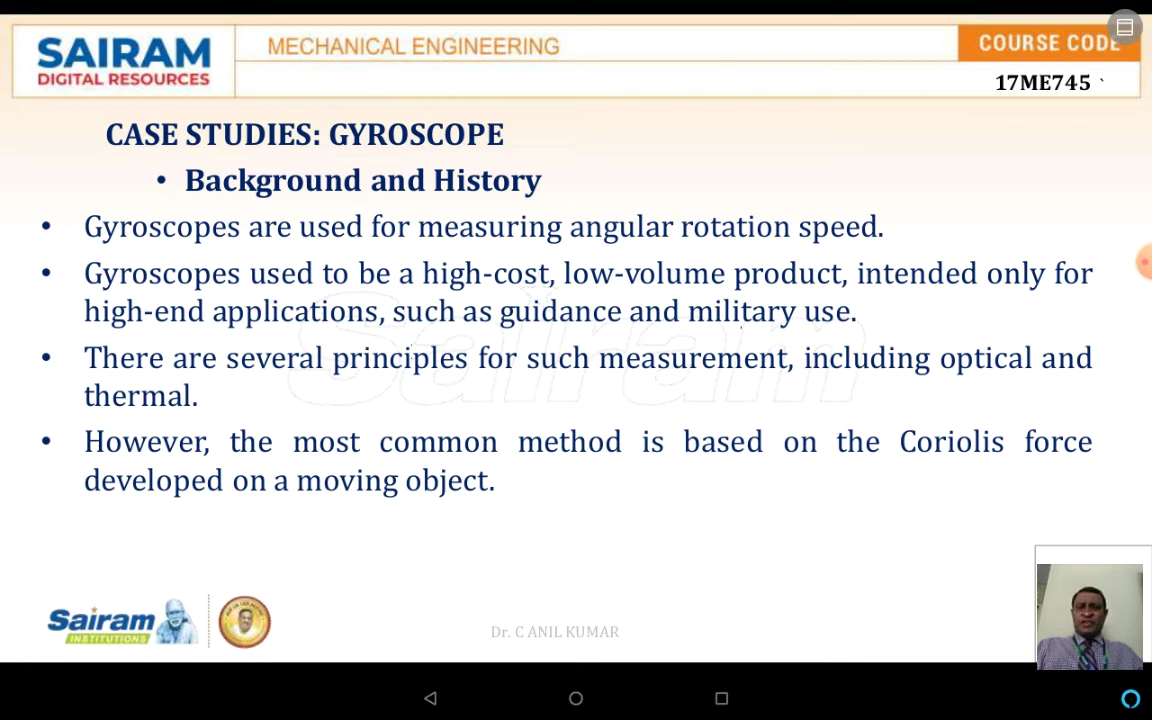 SAIRAM
DIGITAL RESOURCES
MECHANICAL ENGINEERING
COURSE CODE
17ME745 `
CASE STUDIES: GYROSCOPE
• Background and History
• Gyroscopes are used for measuring angular rotation speed.
• Gyroscopes used to be a high-cost, low-volume product, intended only for
high-end applications, such as guidance and military use.
• There are several principles for such measurement, including optical and
thermal.
• However, the most common method is based on the Coriolis force
developed on a moving object.
Sairam
Sairam
INSTITUTIONS
Dr. C ANIL KUMAR